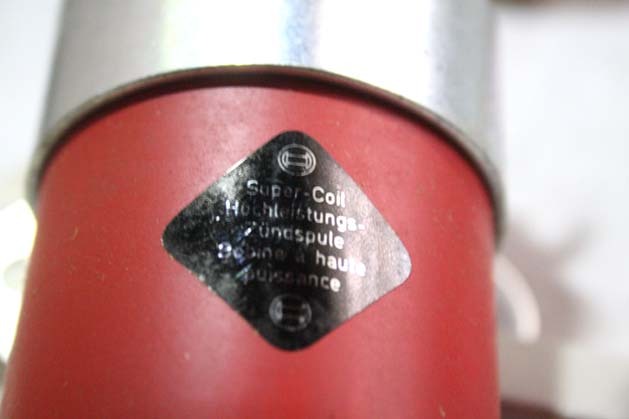 Super-Coil
Hochleistungs-
Zündspule
Bobine à haute
puissance